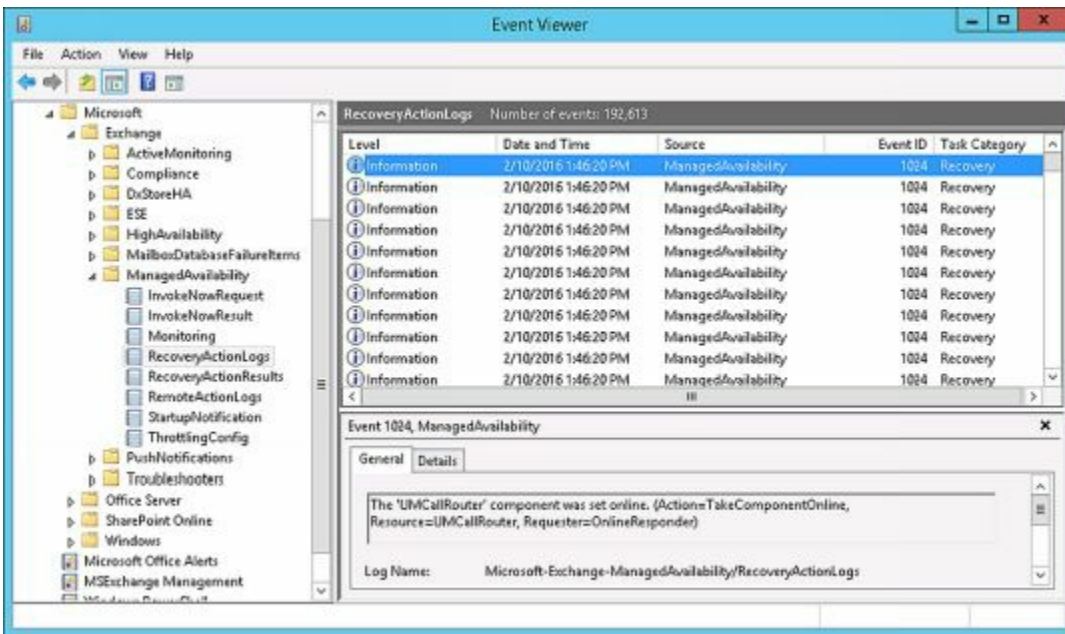 Event Viewer
File Action View Help
Microsoft
Exchange
ActiveMonitoring
Compliance
DxStoreHA
ESE
HighAvailability
MailboxDatabaseFailureItems
ManagedAvailability
InvokeNowRequest
InvokeNowResult
Monitoring
RecoveryActionLogs
RecoveryActionResults
RemoteActionLogs
StartupNotification
ThrottlingConfig
PushNotifications
Troubleshooters
Office Server
SharePoint Online
Windows
Microsoft Office Alerts
MSExchange Management
RecoveryActionLogs Number of events: 192,613
Level Date and Time Source Event ID Task Category
Information 2/10/2016 1:46:20 PM ManagedAvailability 1024 Recovery
Information 2/10/2016 1:46:20 PM ManagedAvailability 1024 Recovery
Information 2/10/2016 1:46:20 PM ManagedAvailability 1024 Recovery
Information 2/10/2016 1:46:20 PM ManagedAvailability 1024 Recovery
Information 2/10/2016 1:46:20 PM ManagedAvailability 1024 Recovery
Information 2/10/2016 1:46:20 PM ManagedAvailability 1024 Recovery
Information 2/10/2016 1:46:20 PM ManagedAvailability 1024 Recovery
Information 2/10/2016 1:46:20 PM ManagedAvailability 1024 Recovery
Information 2/10/2016 1:46:20 PM ManagedAvailability 1024 Recovery
Information 2/10/2016 1:46:20 PM ManagedAvailability 1024 Recovery
Information 2/10/2016 1:46:20 PM ManagedAvailability 1024 Recovery
Event 1024, ManagedAvailability
General Details
The 'UMCallRouter' component was set online. (Action=TakeComponentOnline,
Resource=UMCallRouter, Requester=OnlineResponder)
Log Name: Microsoft-Exchange-ManagedAvailability/RecoveryActionLogs